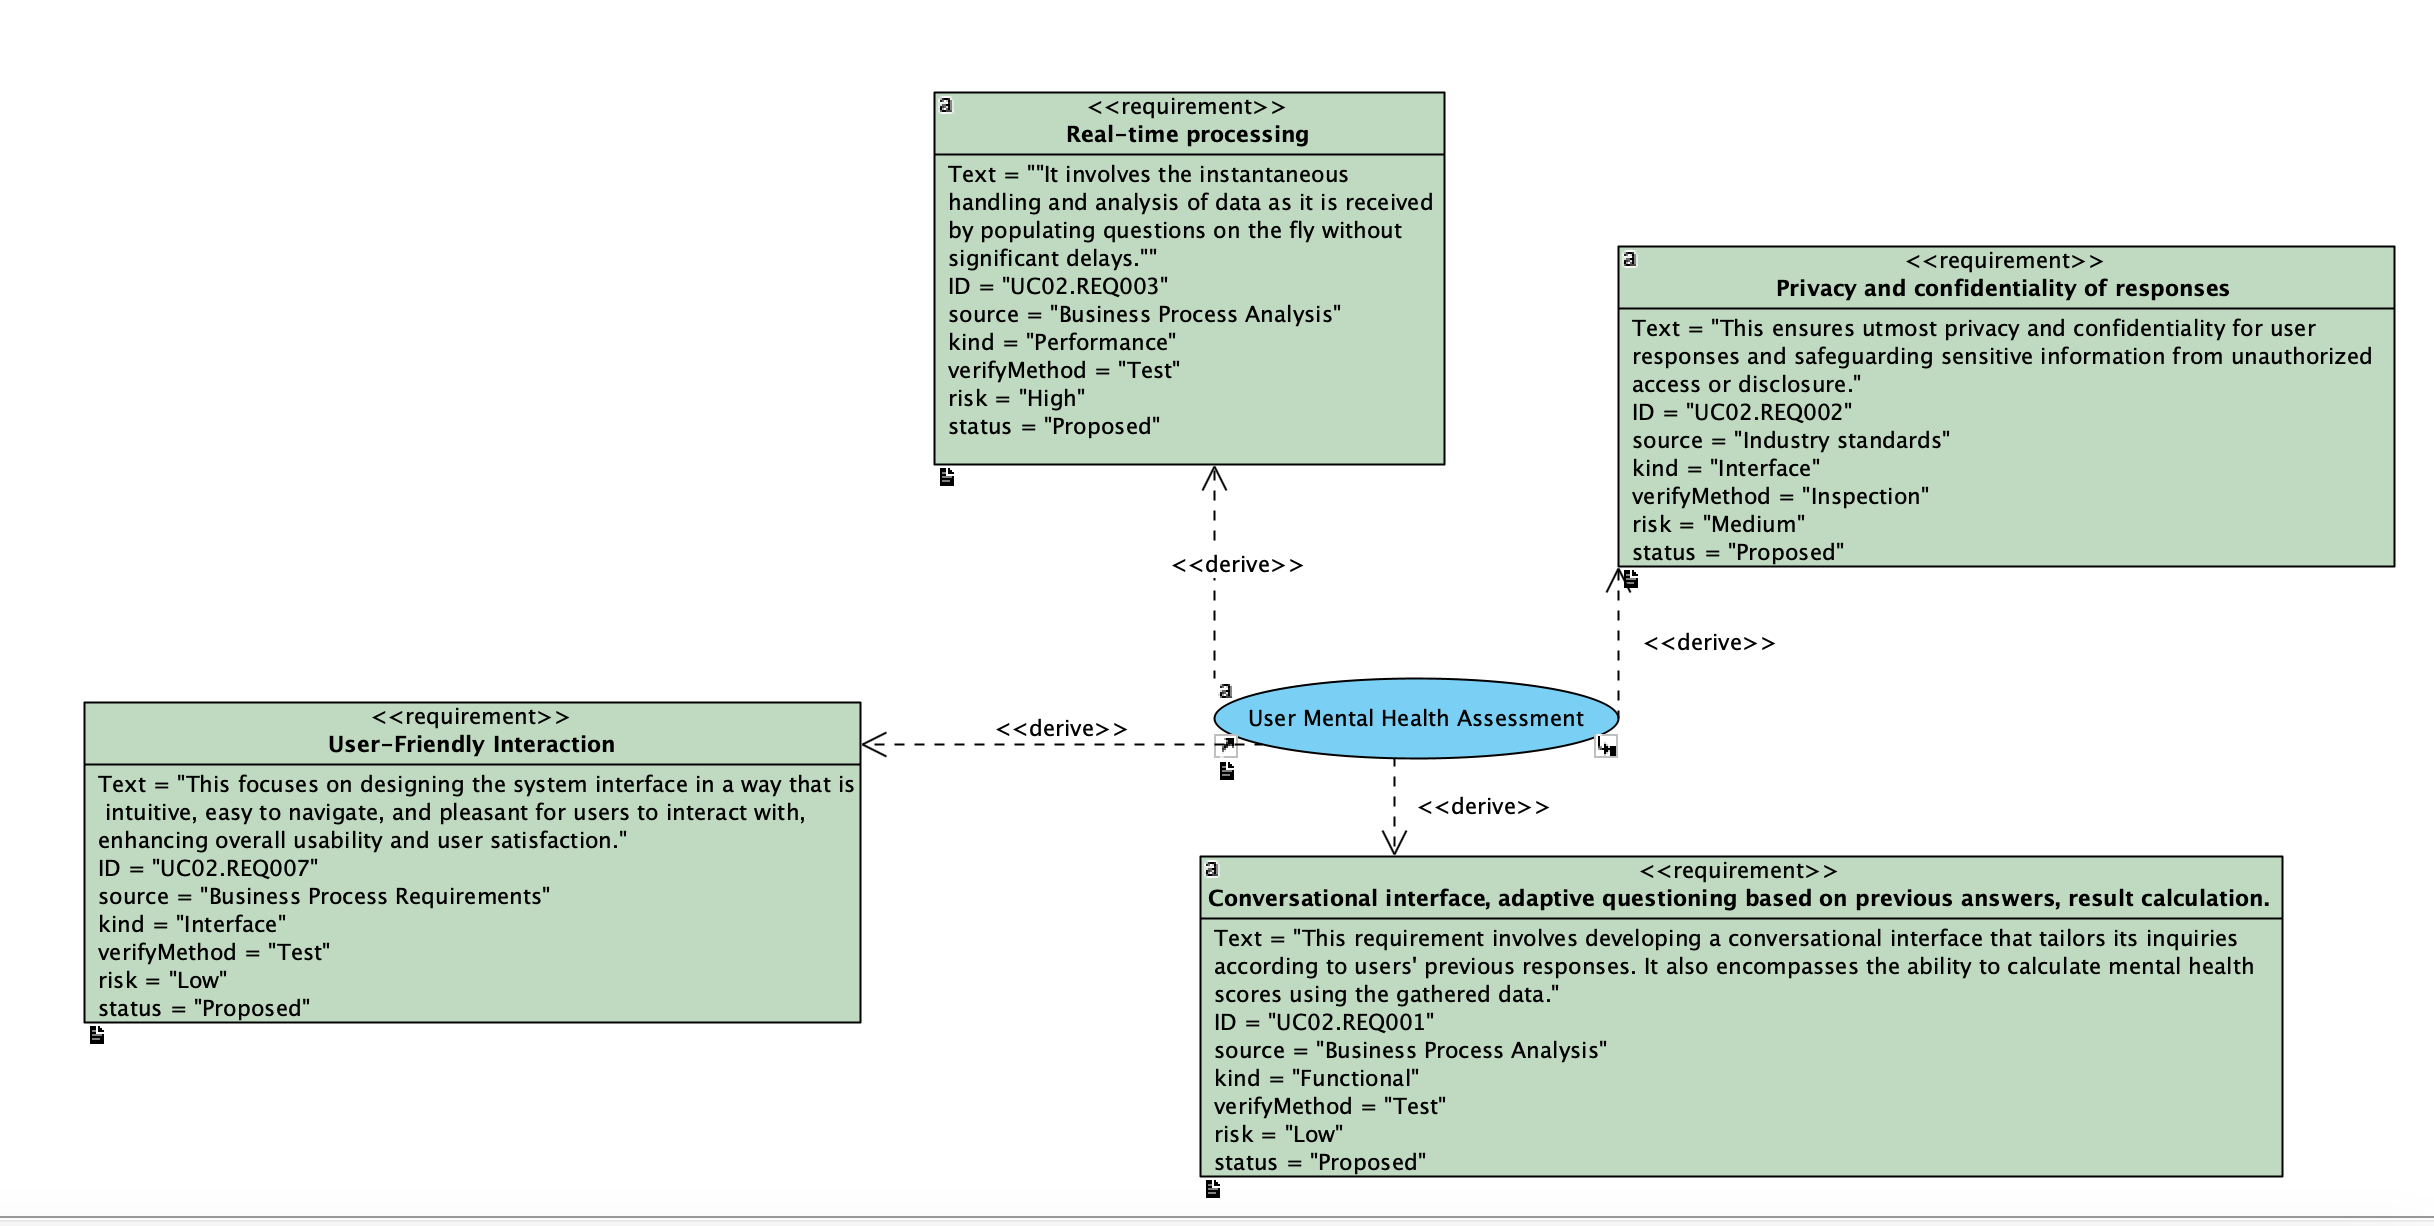 <<requirement>>
Real-time processing
Text = ""It involves the instantaneous
handling and analysis of data as it is received
by populating questions on the fly without
significant delays.""
ID = "UC02.REQ003"
source = "Business Process Analysis"
kind = "Performance"
verifyMethod = "Test"
risk = "High"
status = "Proposed"
<<requirement>>
Privacy and confidentiality of responses
Text = "This ensures utmost privacy and confidentiality for user
responses and safeguarding sensitive information from unauthorized
access or disclosure."
ID = "UC02.REQ002"
source = "Industry standards"
kind = "Interface"
verifyMethod = "Inspection"
risk = "Medium"
status = "Proposed"
<<derive>>
<<derive>>
User Mental Health Assessment
<<derive>>
<<derive>>
<<requirement>>
User-Friendly Interaction
Text = "This focuses on designing the system interface in a way that is
intuitive, easy to navigate, and pleasant for users to interact with,
enhancing overall usability and user satisfaction."
ID = "UC02.REQ007"
source = "Business Process Requirements"
kind = "Interface"
verifyMethod = "Test"
risk = "Low"
status = "Proposed"
<<requirement>>
Conversational interface, adaptive questioning based on previous answers, result calculation.
Text = "This requirement involves developing a conversational interface that tailors its inquiries
according to users' previous responses. It also encompasses the ability to calculate mental health
scores using the gathered data."
ID = "UC02.REQ001"
source = "Business Process Analysis"
kind = "Functional"
verifyMethod = "Test"
risk = "Low"
status = "Proposed"
a
a
a
a